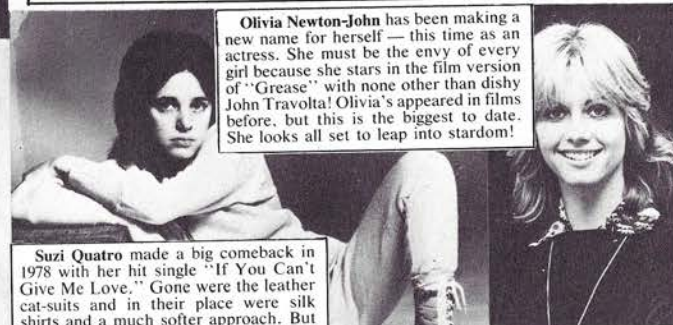 Olivia Newton-John has been making a
new name for herself — this time as an
actress. She must be the envy of every
girl because she stars in the film version
of "Grease" with none other than dishy
John Travolta! Olivia's appeared in films
before, but this is the biggest to date.
She looks all set to leap into stardom!
Suzi Quatro made a big comeback in
1978 with her hit single "If You Can't
Give Me Love." Gone were the leather
cat-suits and in their place were silk
shirts and a much softer approach. But